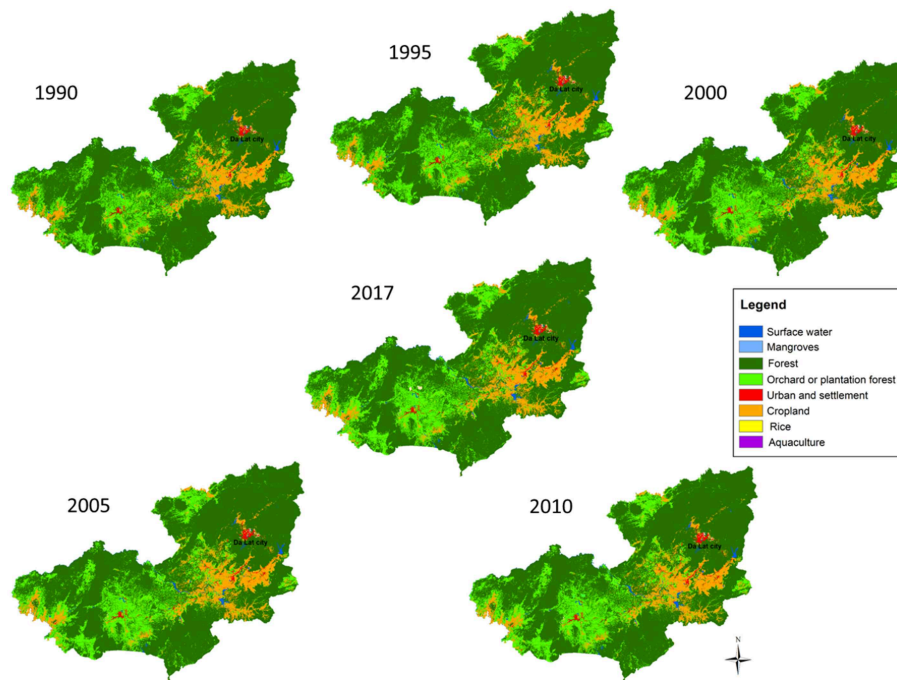 1990
Da Lat city
1995
Da Lat city
2000
Da Lat city
2017
Da Lat city
Legend
Surface water
Mangroves
Forest
Orchard or plantation forest
Urban and settlement
Cropland
Rice
Aquaculture
2005
Da Lat city
2010
Da Lat city
N